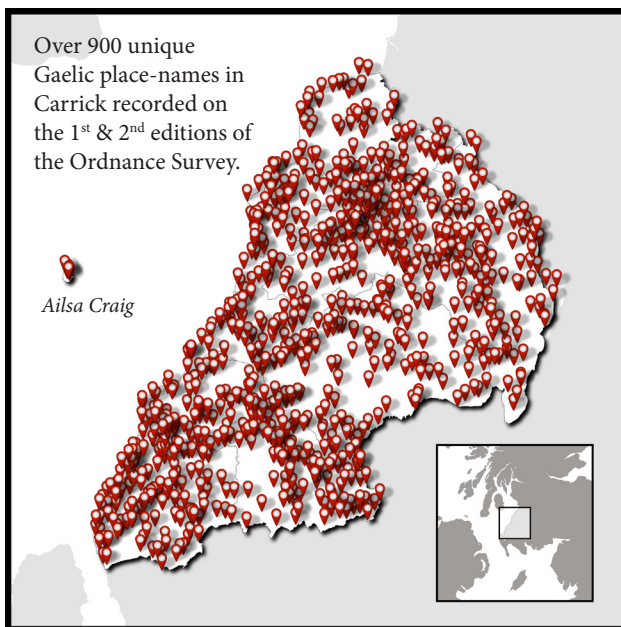 Over 900 unique
Gaelic place-names in
Carrick recorded on
the 1st & 2nd editions of
the Ordnance Survey.
Ailsa Craig